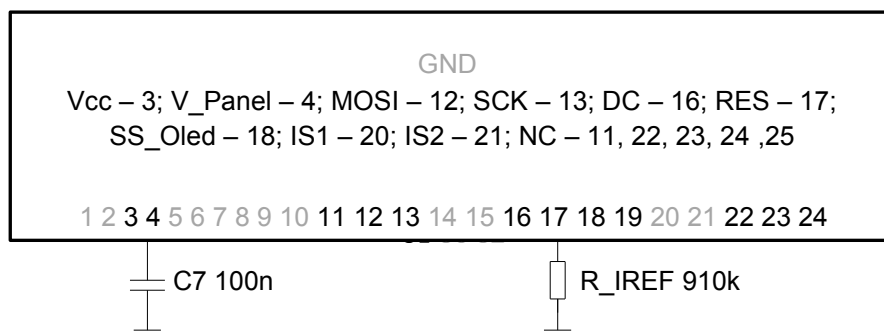 GND
Vcc – 3; V_Panel – 4; MOSI – 12; SCK – 13; DC – 16; RES – 17;
SS_Oled – 18; IS1 – 20; IS2 – 21; NC – 11, 22, 23, 24 ,25
1 2 3 4 5 6 7 8 9 10 11 12 13 14 15 16 17 18 19 20 21 22 23 24
C7 100n
R_IREF 910k